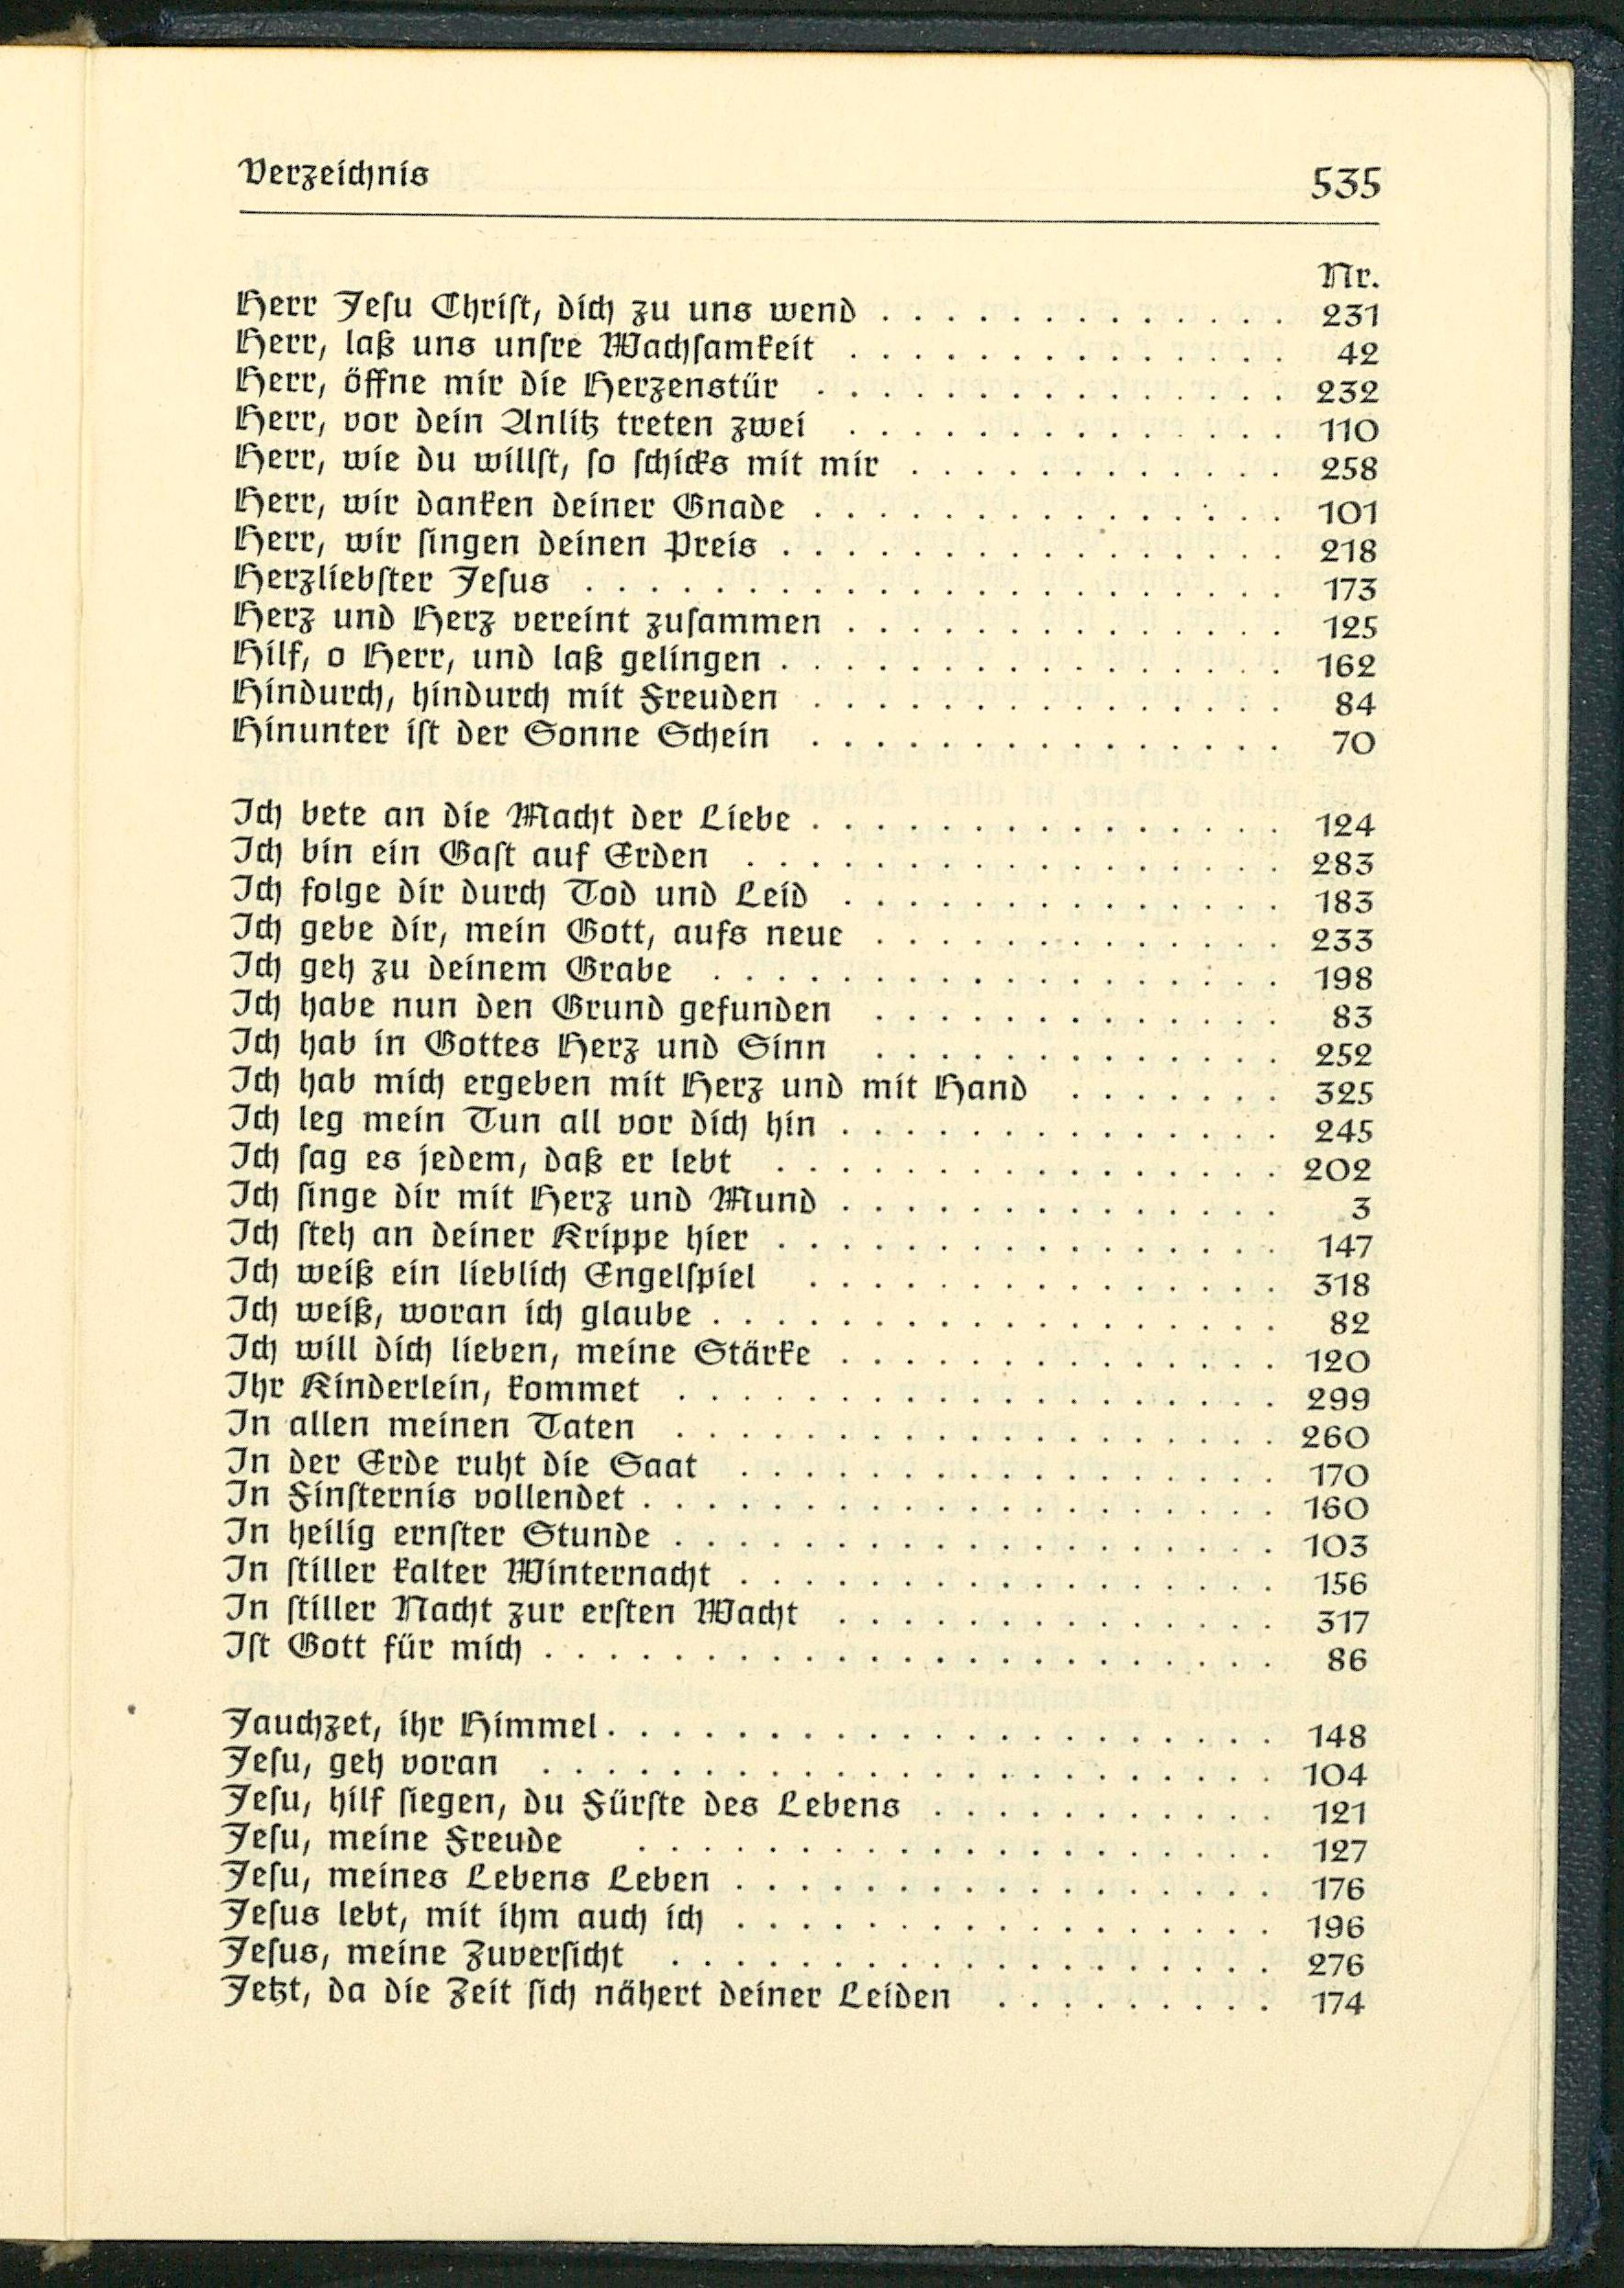 Verzeichnis 535
Nr.
Herr Jesu Christ, dich zu uns wend . . . . . . . . . . . . . 231
Herr, laß uns unsre Wachsamkeit . . . . . . . . . . . . . . 42
Herr, öffne mir die Herzenstür . . . . . . . . . . . . . . . 232
Herr, vor dein Anlitz treten zwei . . . . . . . . . . . . . . 110
Herr, wie du willst, so schicks mit mir . . . . . . . . . . . . 258
Herr, wir danken deiner Gnade . . . . . . . . . . . . . . . 101
Herr, wir singen deinen Preis . . . . . . . . . . . . . . . . 218
Herzliebster Jesus . . . . . . . . . . . . . . . . . . . . . . 173
Herz und Herz vereint zusammen . . . . . . . . . . . . . . 125
Hilf, o Herr, und laß gelingen . . . . . . . . . . . . . . . . 162
Hindurch, hindurch mit Freuden . . . . . . . . . . . . . . . 84
Hinunter ist der Sonne Schein . . . . . . . . . . . . . . . 70
Ich bete an die Macht der Liebe . . . . . . . . . . . . . . . 124
Ich bin ein Gast auf Erden . . . . . . . . . . . . . . . . . 283
Ich folge dir durch Tod und Leid . . . . . . . . . . . . . . 183
Ich gebe dir, mein Gott, aufs neue . . . . . . . . . . . . . 233
Ich geh zu deinem Grabe . . . . . . . . . . . . . . . . . . 198
Ich habe nun den Grund gefunden . . . . . . . . . . . . . 83
Ich hab in Gottes Herz und Sinn . . . . . . . . . . . . . 252
Ich hab mich ergeben mit Herz und mit Hand . . . . . . . 325
Ich leg mein Tun all vor dich hin . . . . . . . . . . . . . . 245
Ich sag es jedem, daß er lebt . . . . . . . . . . . . . . . . 202
Ich singe dir mit Herz und Mund . . . . . . . . . . . . . . 3
Ich steh an deiner Krippe hier . . . . . . . . . . . . . . . . 147
Ich weiß ein lieblich Engelspiel . . . . . . . . . . . . . . . 318
Ich weiß, woran ich glaube . . . . . . . . . . . . . . . . . . 82
Ich will dich lieben, meine Stärke . . . . . . . . . . . . . . 120
Ihr Kinderlein, kommet . . . . . . . . . . . . . . . . . . . 299
In allen meinen Taten . . . . . . . . . . . . . . . . . . . 260
In der Erde ruht die Saat . . . . . . . . . . . . . . . . . 170
In Finsternis vollendet . . . . . . . . . . . . . . . . . . . . 160
In heilig ernster Stunde . . . . . . . . . . . . . . . . . . . 103
In stiller kalter Winternacht . . . . . . . . . . . . . . . . . 156
In stiller Nacht zur ersten Wacht . . . . . . . . . . . . . . 317
Ist Gott für mich . . . . . . . . . . . . . . . . . . . . . . . 86
Jauchzet, ihr Himmel . . . . . . . . . . . . . . . . . . . . . 148
Jesu, geh voran . . . . . . . . . . . . . . . . . . . . . . . 104
Jesu, hilf siegen, du Fürste des Lebens . . . . . . . . . . . 121
Jesu, meine Freude . . . . . . . . . . . . . . . . . . . . 127
Jesu, meines Lebens Leben . . . . . . . . . . . . . . . . . 176
Jesus lebt, mit ihm auch ich . . . . . . . . . . . . . . . . . 196
Jesus, meine Zuversicht . . . . . . . . . . . . . . . . . . . 276
Jetzt, da die Zeit sich nähert deiner Leiden . . . . . . . . . 174